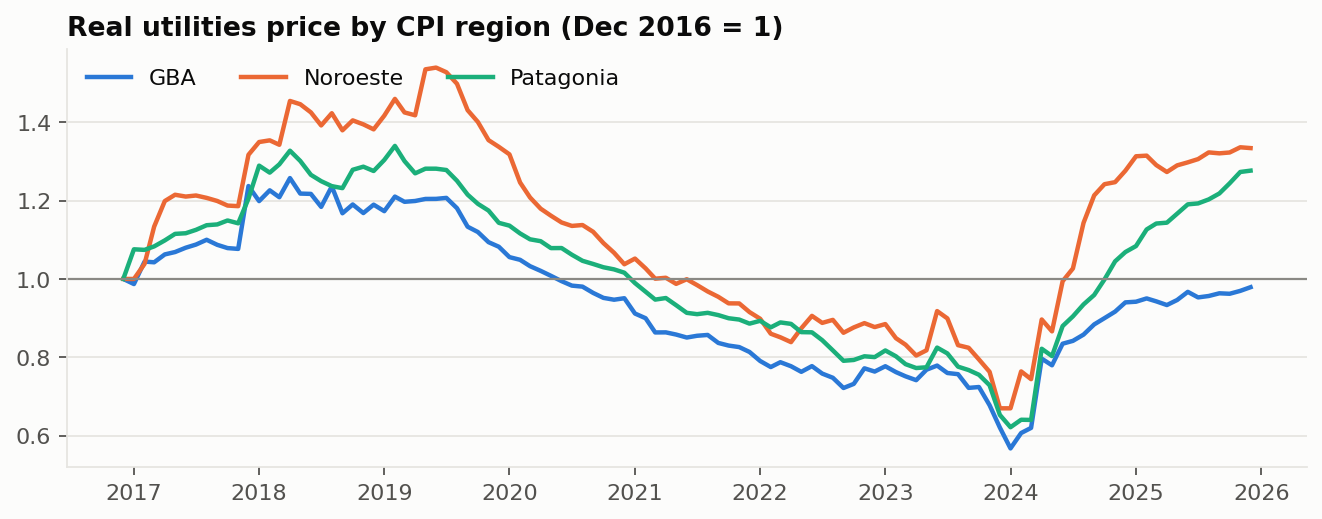 Real utilities price by CPI region (Dec 2016 = 1)
GBA Noroeste Patagonia
1.4
1.2
1.0
0.8
0.6
2017 2018 2019 2020 2021 2022 2023 2024 2025 2026